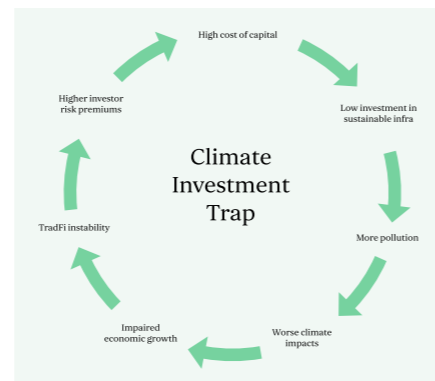 High cost of capital
Low investment in
sustainable infra
More pollution
Worse climate
impacts
Impaired
economic growth
TradFi instability
Higher investor
risk premiums
Climate
Investment
Trap